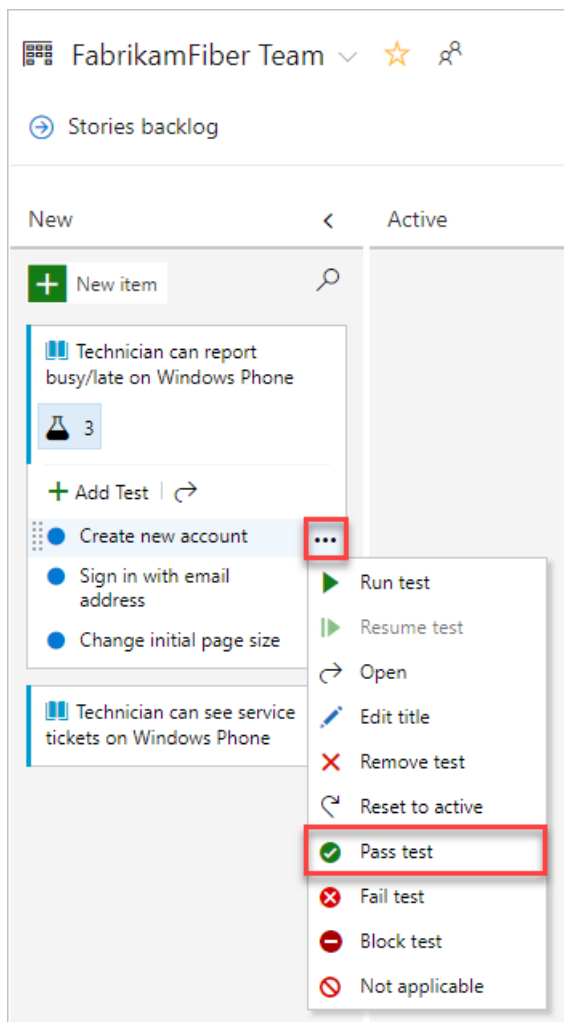 FabrikamFiber Team
Stories backlog
New
Active
New item
Technician can report
busy/late on Windows Phone
3
Add Test
Create new account
Sign in with email
address
Change initial page size
Technician can see service
tickets on Windows Phone
Run test
Resume test
Open
Edit title
Remove test
Reset to active
Pass test
Fail test
Block test
Not applicable